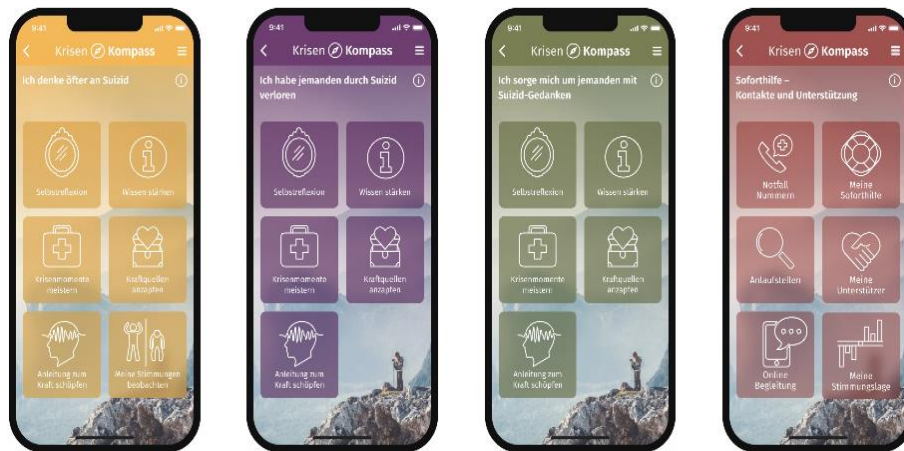 9:41
Krisen Kompass
Ich denke öfter an Suizid
Selbstreflexion
Wissen stärken
Krisenmomente
meistern
Kraftquellen
anzapfen
Anleitung zum
Kraft schöpfen
Meine Stimmungen
beobachten
9:41
Krisen Kompass
Ich habe jemanden durch Suizid
verloren
Selbstreflexion
Wissen stärken
Krisenmomente
meistern
Kraftquellen
anzapfen
Anleitung zum
Kraft schöpfen
9:41
Krisen Kompass
Ich sorge mich um jemanden mit
Suizid-Gedanken
Selbstreflexion
Wissen stärken
Krisenmomente
meistern
Kraftquellen
anzapfen
Anleitung zum
Kraft schöpfen
9:41
Krisen Kompass
Soforthilfe –
Kontakte und Unterstützung
Notfall
Nummern
Meine
Soforthilfe
Anlaufstellen
Meine
Unterstützer
Online
Begleitung
Meine
Stimmungslage